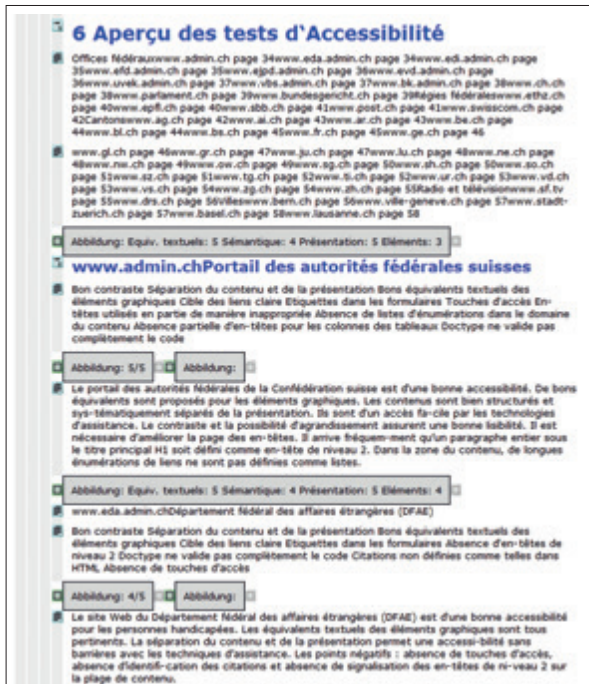 6 Aperçu des tests d'Accessibilité
Offices fédérauxwww.admin.ch page 34www.eda.admin.ch page 34www.edi.admin.ch page
35www.efd.admin.ch page 35www.ejpd.admin.ch page 36www.evd.admin.ch page
36www.uvek.admin.ch page 37www.vbs.admin.ch page 37www.bk.admin.ch page 38www.ch.ch
page 38www.parlament.ch page 39www.bundesgericht.ch page 39Régies fédéraleswww.ethz.ch
page 40www.epfl.ch page 40www.sbb.ch page 41www.post.ch page 41www.swisscom.ch page
42Cantonswww.ag.ch page 42www.ai.ch page 43www.ar.ch page 43www.be.ch page
44www.bl.ch page 44www.bs.ch page 45www.fr.ch page 45www.ge.ch page 46
www.gl.ch page 46www.gr.ch page 47www.ju.ch page 47www.lu.ch page 48www.ne.ch page
48www.nw.ch page 49www.ow.ch page 49www.sg.ch page 50www.sh.ch page 50www.so.ch
page 51www.sz.ch page 51www.tg.ch page 52www.ti.ch page 52www.ur.ch page 53www.vd.ch
page 53www.vs.ch page 54www.zg.ch page 54www.zh.ch page 55Radio et télévisionwww.sf.tv
page 55www.drs.ch page 56Villeswww.bern.ch page 56www.ville-geneve.ch page 57www.stadt-
zuerich.ch page 57www.basel.ch page 58www.lausanne.ch page 58
Abbildung: Equiv. textuels: 5 Sémantique: 4 Présentation: 5 Eléments: 3
www.admin.chPortail des autorités fédérales suisses
Bon contraste Séparation du contenu et de la présentation Bons équivalents textuels des
éléments graphiques Cible des liens claire Etiquettes dans les formulaires Touches d'accès En-
têtes utilisés en partie de manière inappropriée Absence de listes d'énumérations dans le domaine
du contenu Absence partielle d'en-têtes pour les colonnes des tableaux Doctype ne valide pas
complètement le code
Abbildung: 5/5 Abbildung:
Le portail des autorités fédérales de la Confédération suisse est d'une bonne accessibilité. De bons
équivalents sont proposés pour les éléments graphiques. Les contenus sont bien structurés et
sys-tématiquement séparés de la présentation. Ils sont d'un accès fa-cile par les technologies
d'assistance. Le contraste et la possibilité d'agrandissement assurent une bonne lisibilité. Il est
nécessaire d'améliorer la page des en-têtes. Il arrive fréquem-ment qu'un paragraphe entier sous
le titre principal H1 soit défini comme en-tête de niveau 2. Dans la zone du contenu, de longues
énumérations de liens ne sont pas définies comme listes.
Abbildung: Equiv. textuels: 5 Sémantique: 4 Présentation: 5 Eléments: 4
www.eda.admin.chDépartement fédéral des affaires étrangères (DFAE)
Bon contraste Séparation du contenu et de la présentation Bons équivalents textuels des
éléments graphiques Cible des liens claire Etiquettes dans les formulaires Absence d'en-têtes de
niveau 2 Doctype ne valide pas complètement le code Citations non définies comme telles dans
HTML Absence de touches d'accès
Abbildung: 4/5 Abbildung:
Le site Web du Département fédéral des affaires étrangères (DFAE) est d'une bonne accessibilité
pour les personnes handicapées. Les équivalents textuels des éléments graphiques sont tous
pertinents. La séparation du contenu et de la présentation permet une accessi-bilité sans
barrières avec les techniques d'assistance. Les points négatifs : absence de touches d'accès,
absence d'identifi-cation des citations et absence de signalisation des en-têtes de ni-veau 2 sur
la plage de contenu.